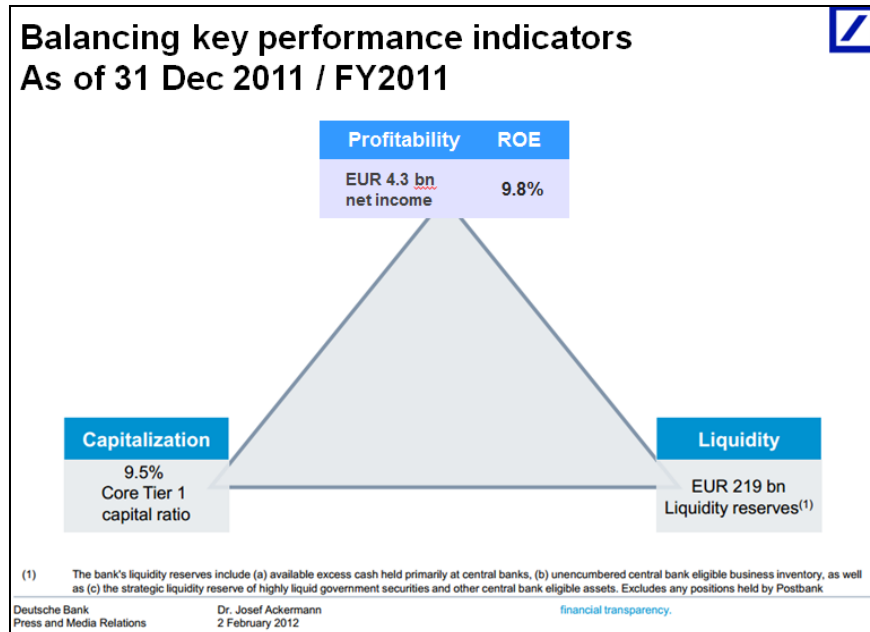 Balancing key performance indicators
As of 31 Dec 2011 / FY2011
Profitability ROE
EUR 4.3 bn
net income
9.8%
Capitalization
9.5%
Core Tier 1
capital ratio
Liquidity
EUR 219 bn
Liquidity reserves(1)
(1) The bank's liquidity reserves include (a) available excess cash held primarily at central banks, (b) unencumbered central bank eligible business inventory, as well
as (c) the strategic liquidity reserve of highly liquid government securities and other central bank eligible assets. Excludes any positions held by Postbank
Deutsche Bank
Press and Media Relations
Dr. Josef Ackermann
2 February 2012
financial transparency.